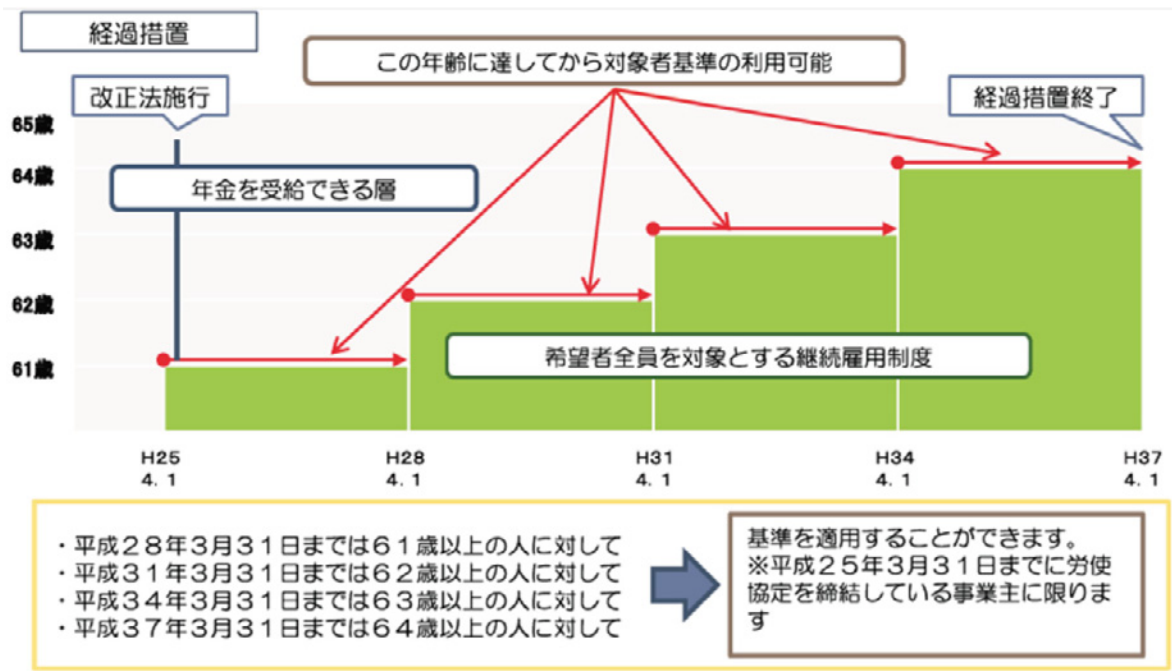 経過措置
この年齢に達してから対象者基準の利用可能
改正法施行
経過措置終了
65歳
年金を受給できる層
64歳
63歳
62歳
希望者全員を対象とする継続雇用制度
61歳
H25 H28 H31 H34 H37
4.1 4.1 4.1 4.1 4.1
・平成28年3月31日までは61歳以上の人に対して
・平成31年3月31日までは62歳以上の人に対して
・平成34年3月31日までは63歳以上の人に対して
・平成37年3月31日までは64歳以上の人に対して
基準を適用することができます。
※平成25年3月31日までに労使
協定を締結している事業主に限りま
す